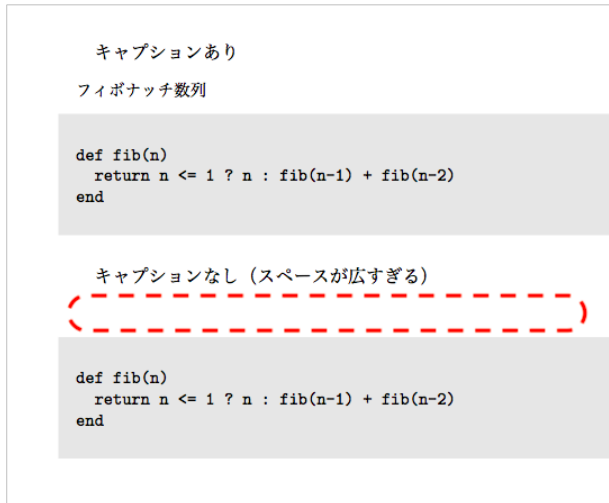 キャプションあり
フィボナッチ数列
def fib(n)
  return n <= 1 ? n : fib(n-1) + fib(n-2)
end
キャプションなし（スペースが広すぎる）
def fib(n)
  return n <= 1 ? n : fib(n-1) + fib(n-2)
end